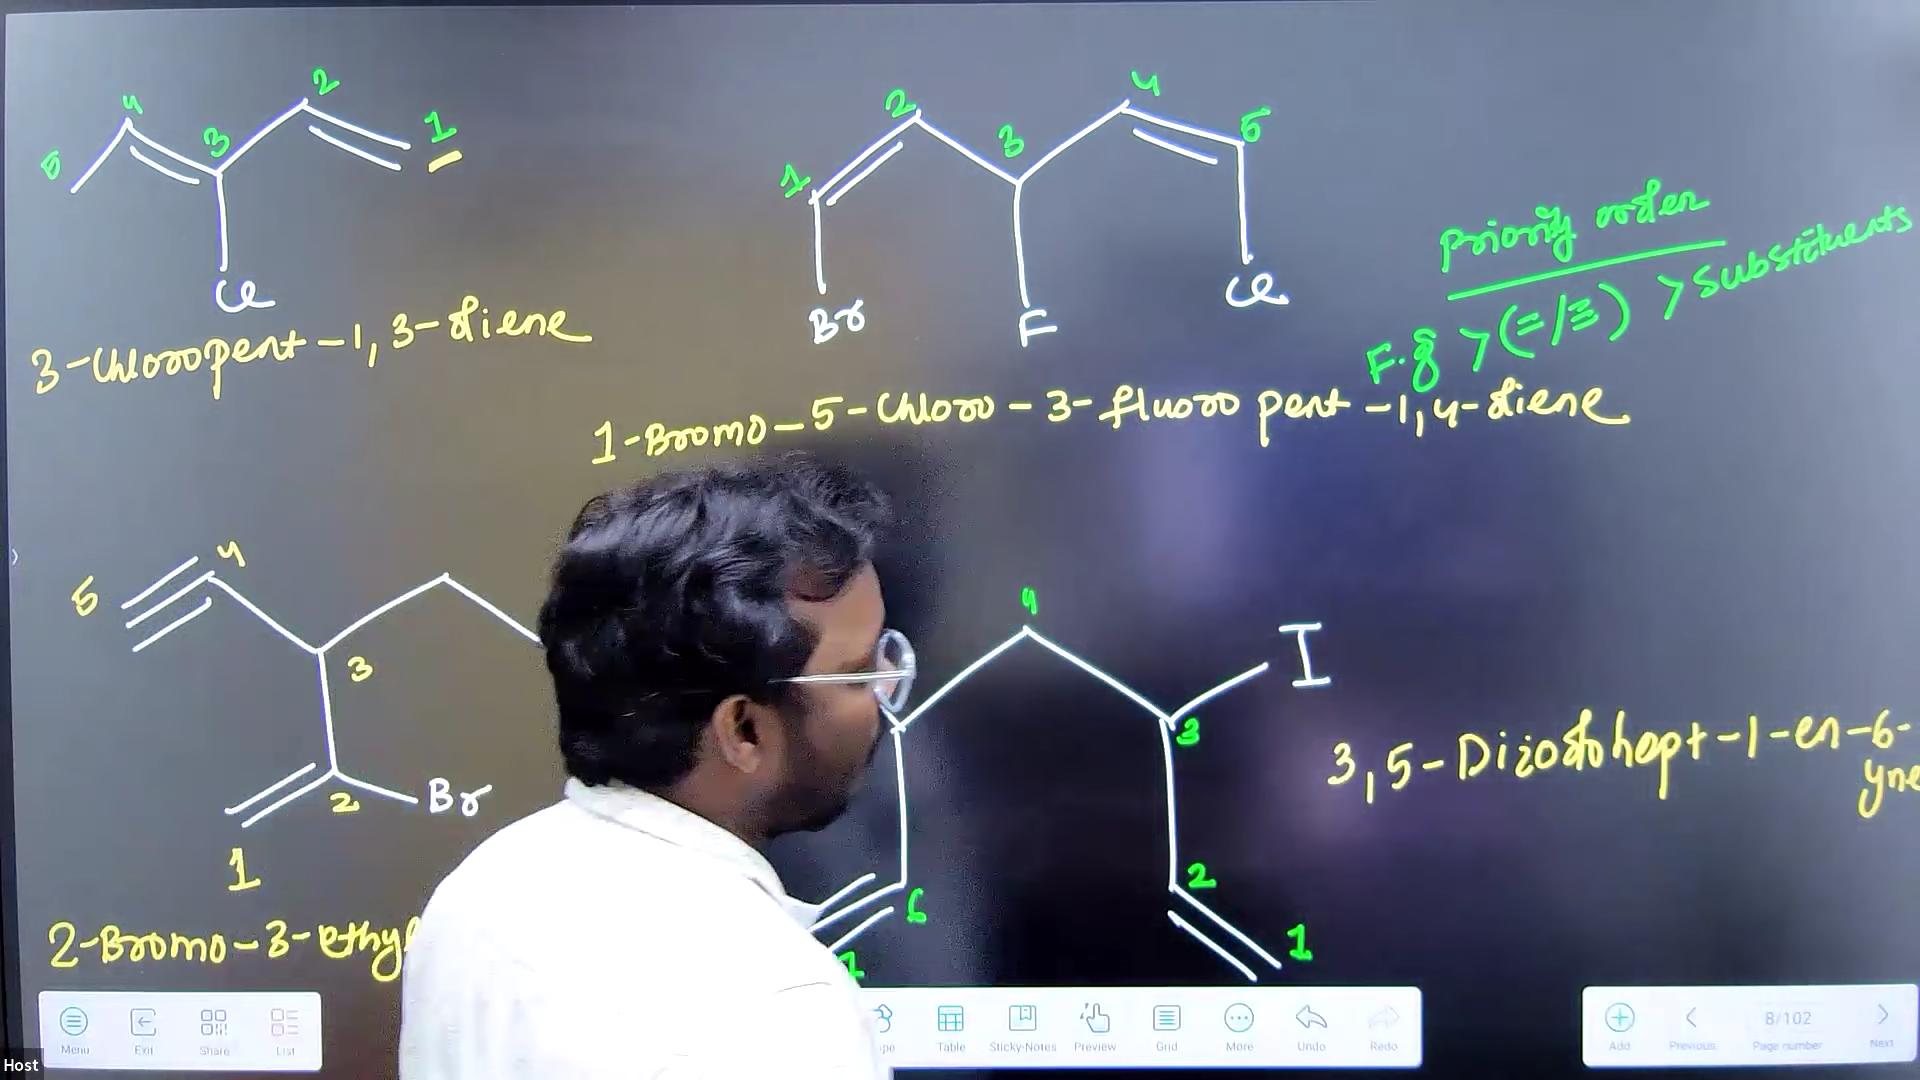 5 4 3 2 1
Cl
3-Chloropent-1,3-diene
1 2 3 4 5
Br F Cl
Priority order
F.g > (=/≡) > substituents
1-Bromo-5-Chloro-3-fluoro pent-1,4-diene
5 4 3 2 1
Br
2-Bromo-3-ethyl
4 3 2 1 6
I
3,5-Diiodohept-1-en-6-
yne
Menu Exit Share List
Table Sticky-Notes Preview Grid More Undo Redo
Add Previous 8/102 Page number Next
Host